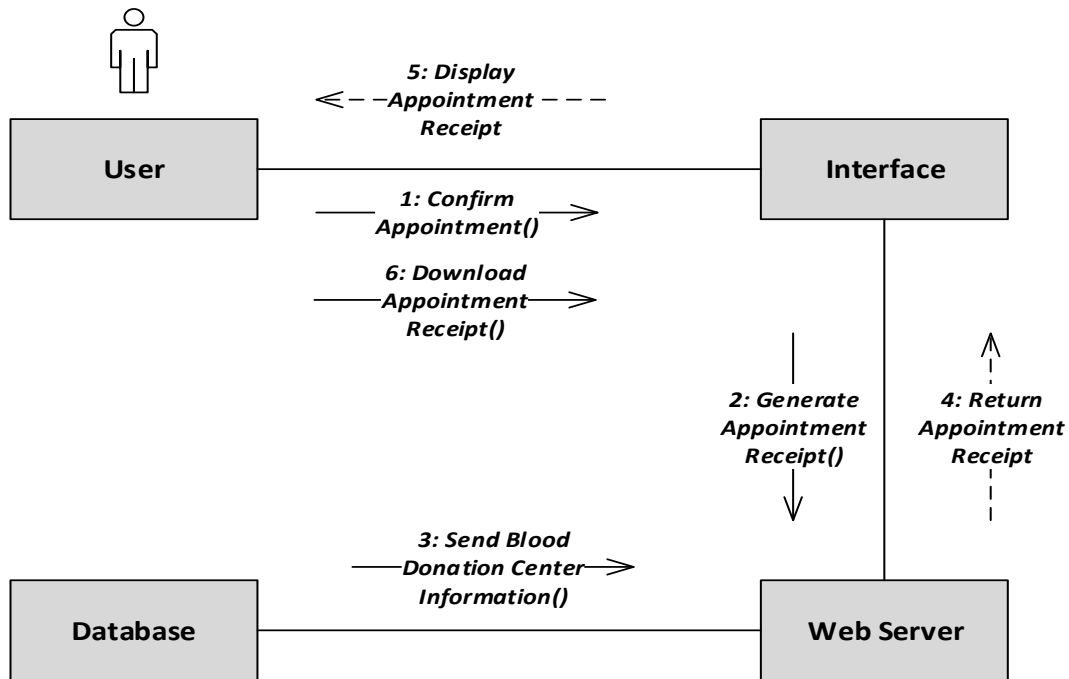 5: Display
Appointment
Receipt
User
Interface
1: Confirm
Appointment()
6: Download
Appointment
Receipt()
2: Generate
Appointment
Receipt()
4: Return
Appointment
Receipt
3: Send Blood
Donation Center
Information()
Database
Web Server